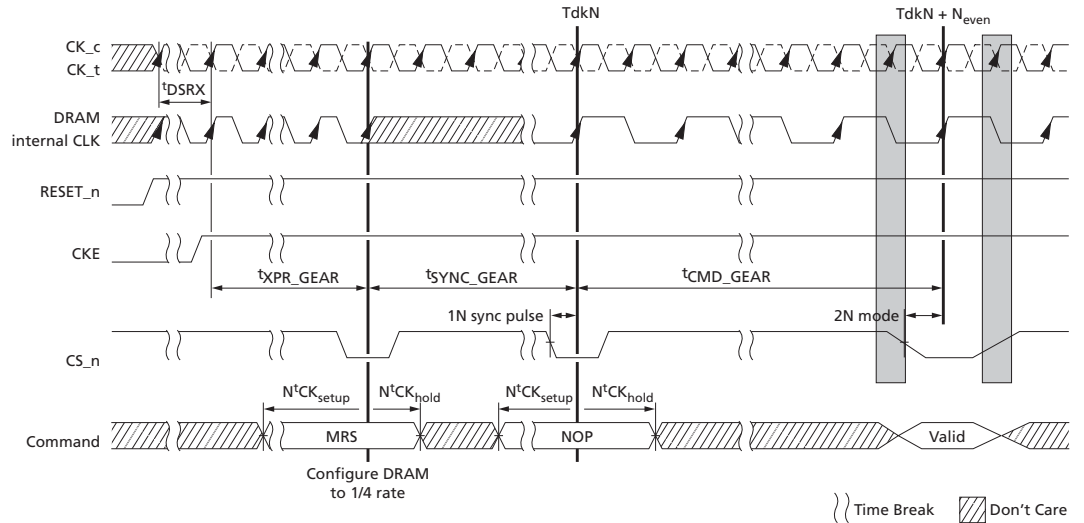 TdkN
TdkN + Neven
CK_c
CK_t
tDSRX
DRAM
internal CLK
RESET_n
CKE
tXPR_GEAR
tSYNC_GEAR
tCMD_GEAR
1N sync pulse
2N mode
CS_n
NtCKsetup
NtCKhold
NtCKsetup
NtCKhold
Command
MRS
NOP
Valid
Configure DRAM
to 1/4 rate
Time Break
Don't Care